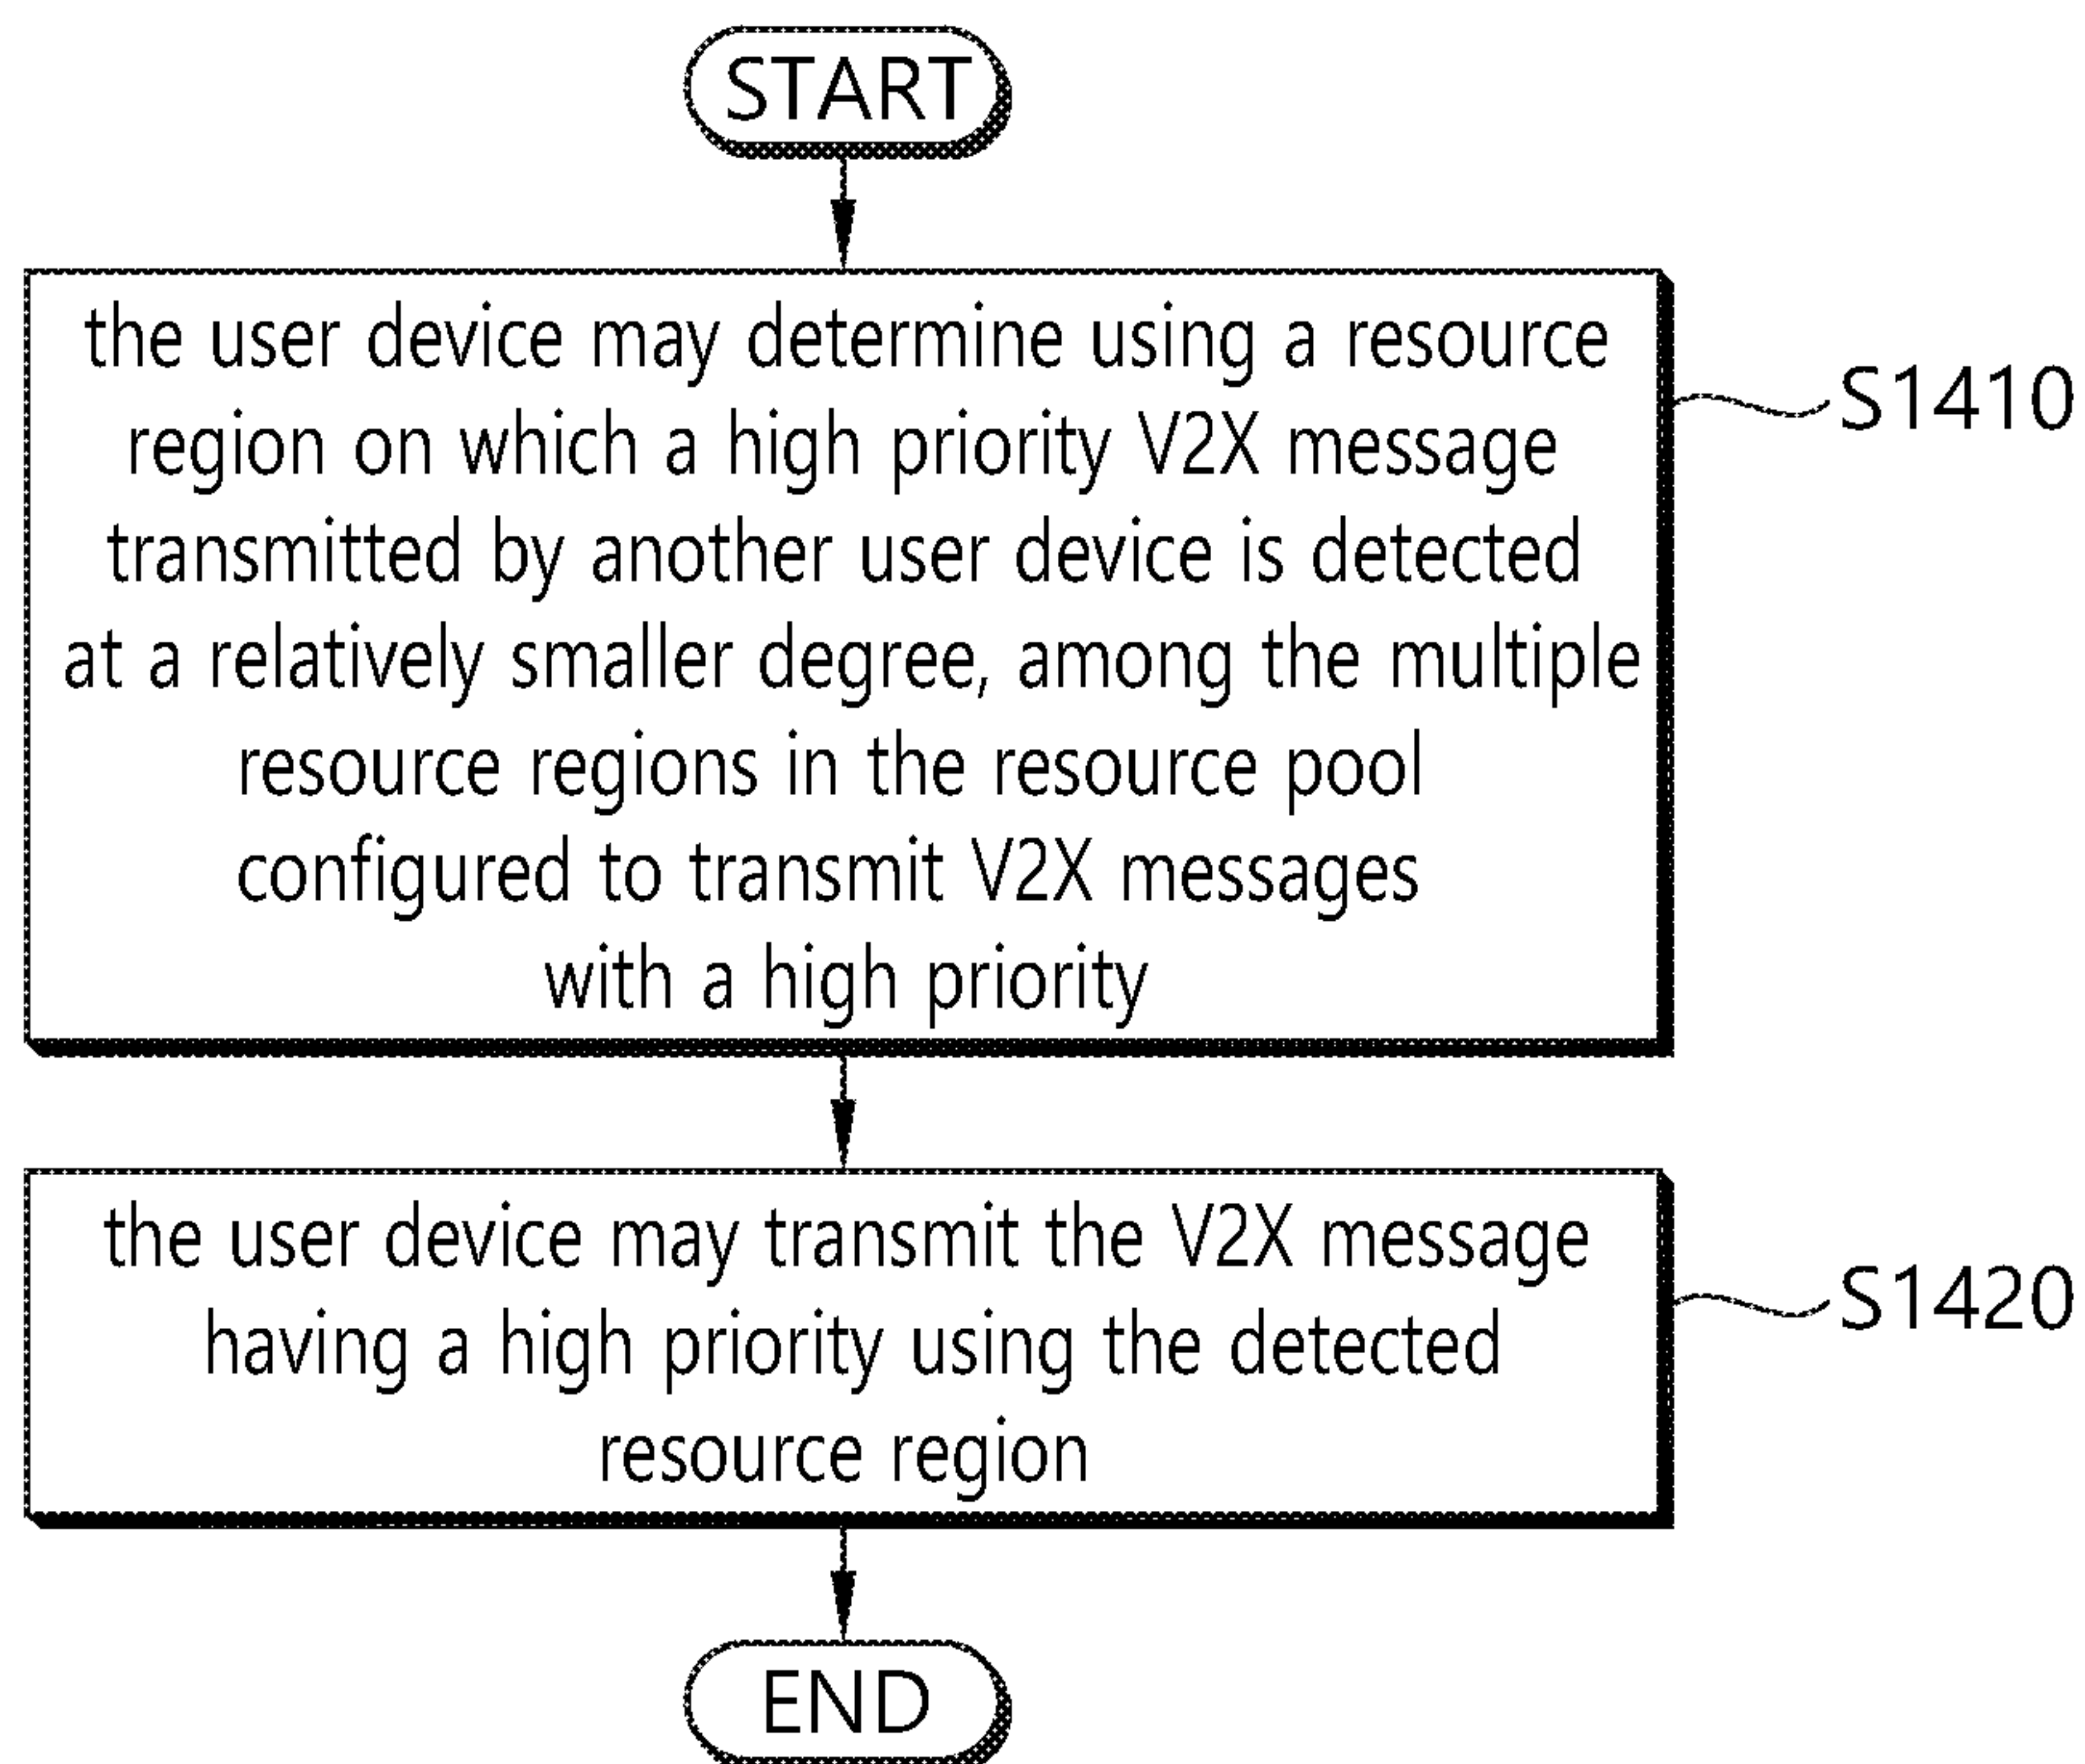 START
the user device may determine using a resource
region on which a high priority V2X message
transmitted by another user device is detected
at a relatively smaller degree, among the multiple
resource regions in the resource pool
configured to transmit V2X messages
with a high priority
S1410
the user device may transmit the V2X message
having a high priority using the detected
resource region
S1420
END